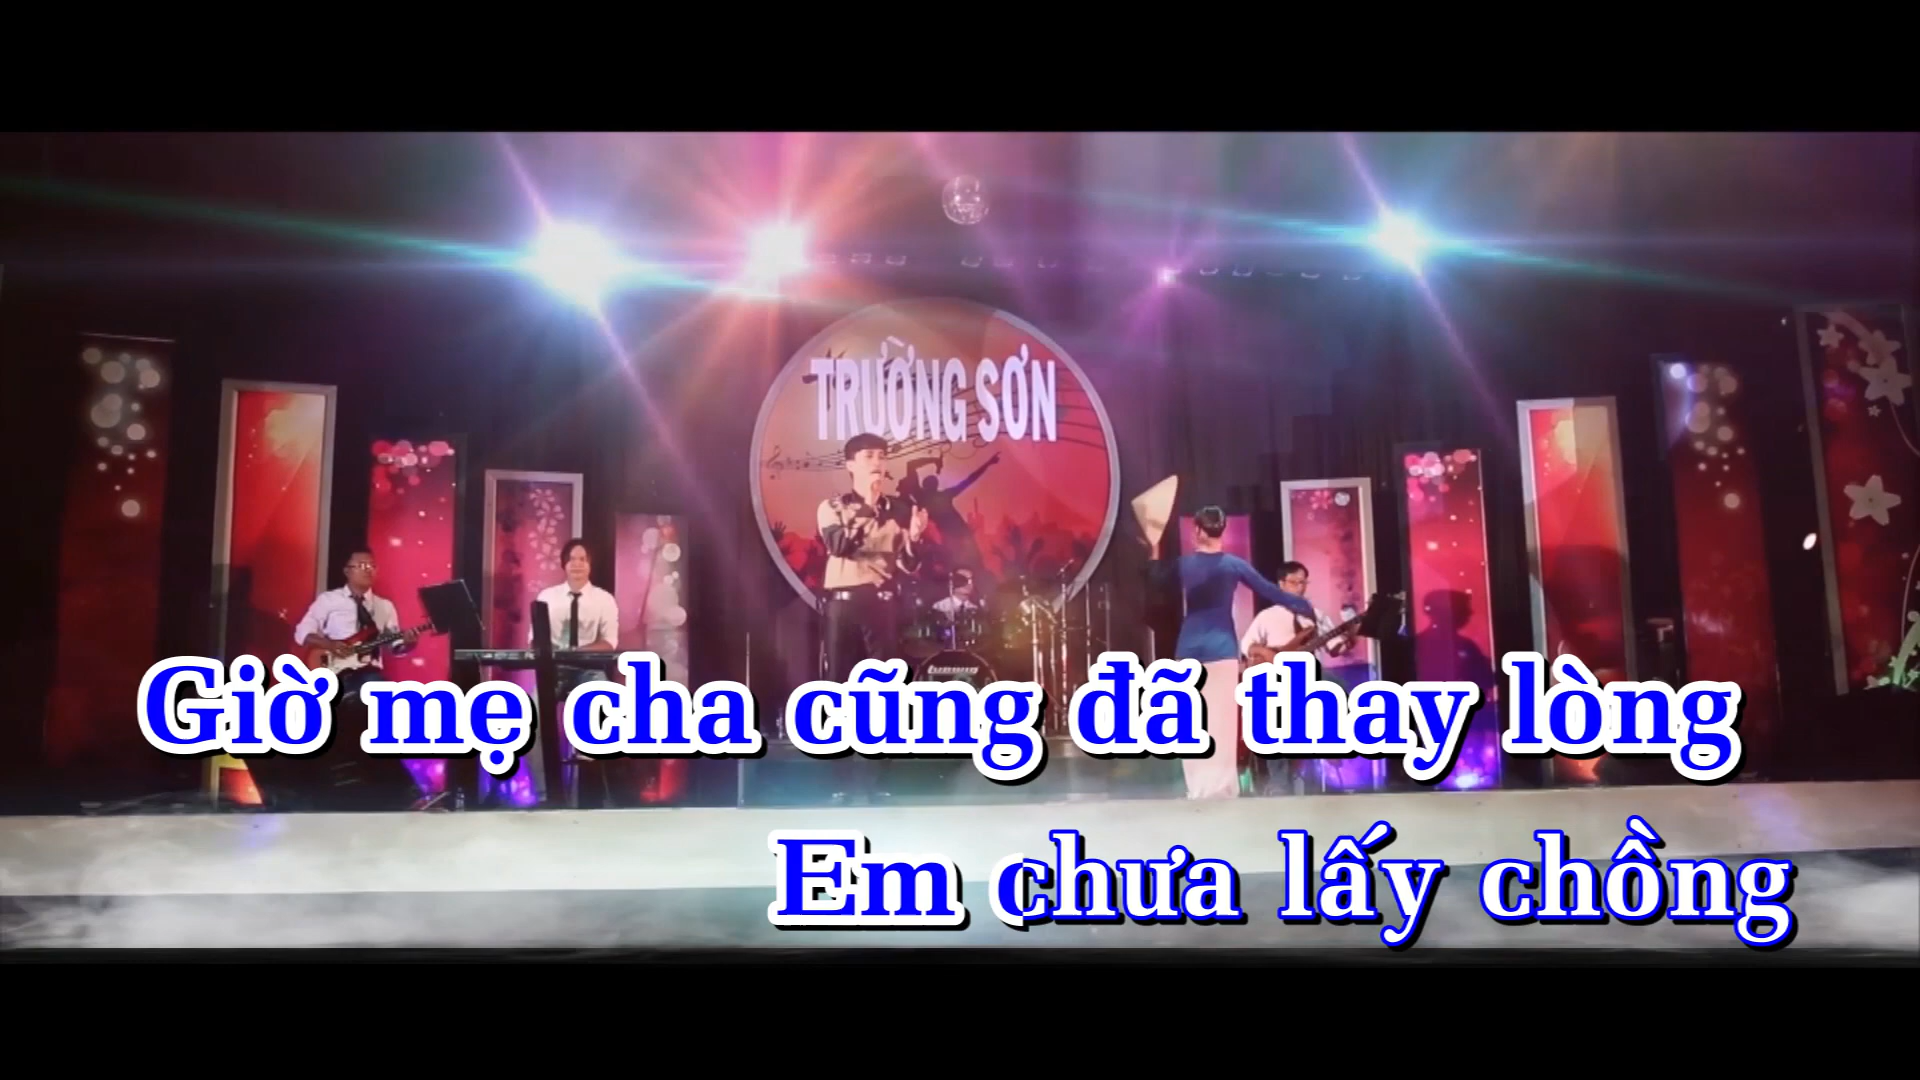 TRƯỜNG SƠN
Giờ mẹ cha cũng đã thay lòng
Em chưa lấy chồng